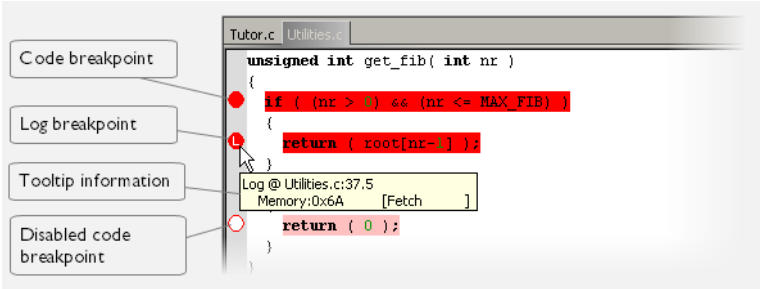 Tutor.c Utilities.c
Code breakpoint
Log breakpoint
Tooltip information
Disabled code
breakpoint
unsigned int get_fib( int nr )
{
if ( (nr > 0) && (nr <= MAX_FIB) )
{
L
return ( root[nr-1] );
}
Log @ Utilities.c:37.5
Memory:0x6A [Fetch ]
return ( 0 );
}
}